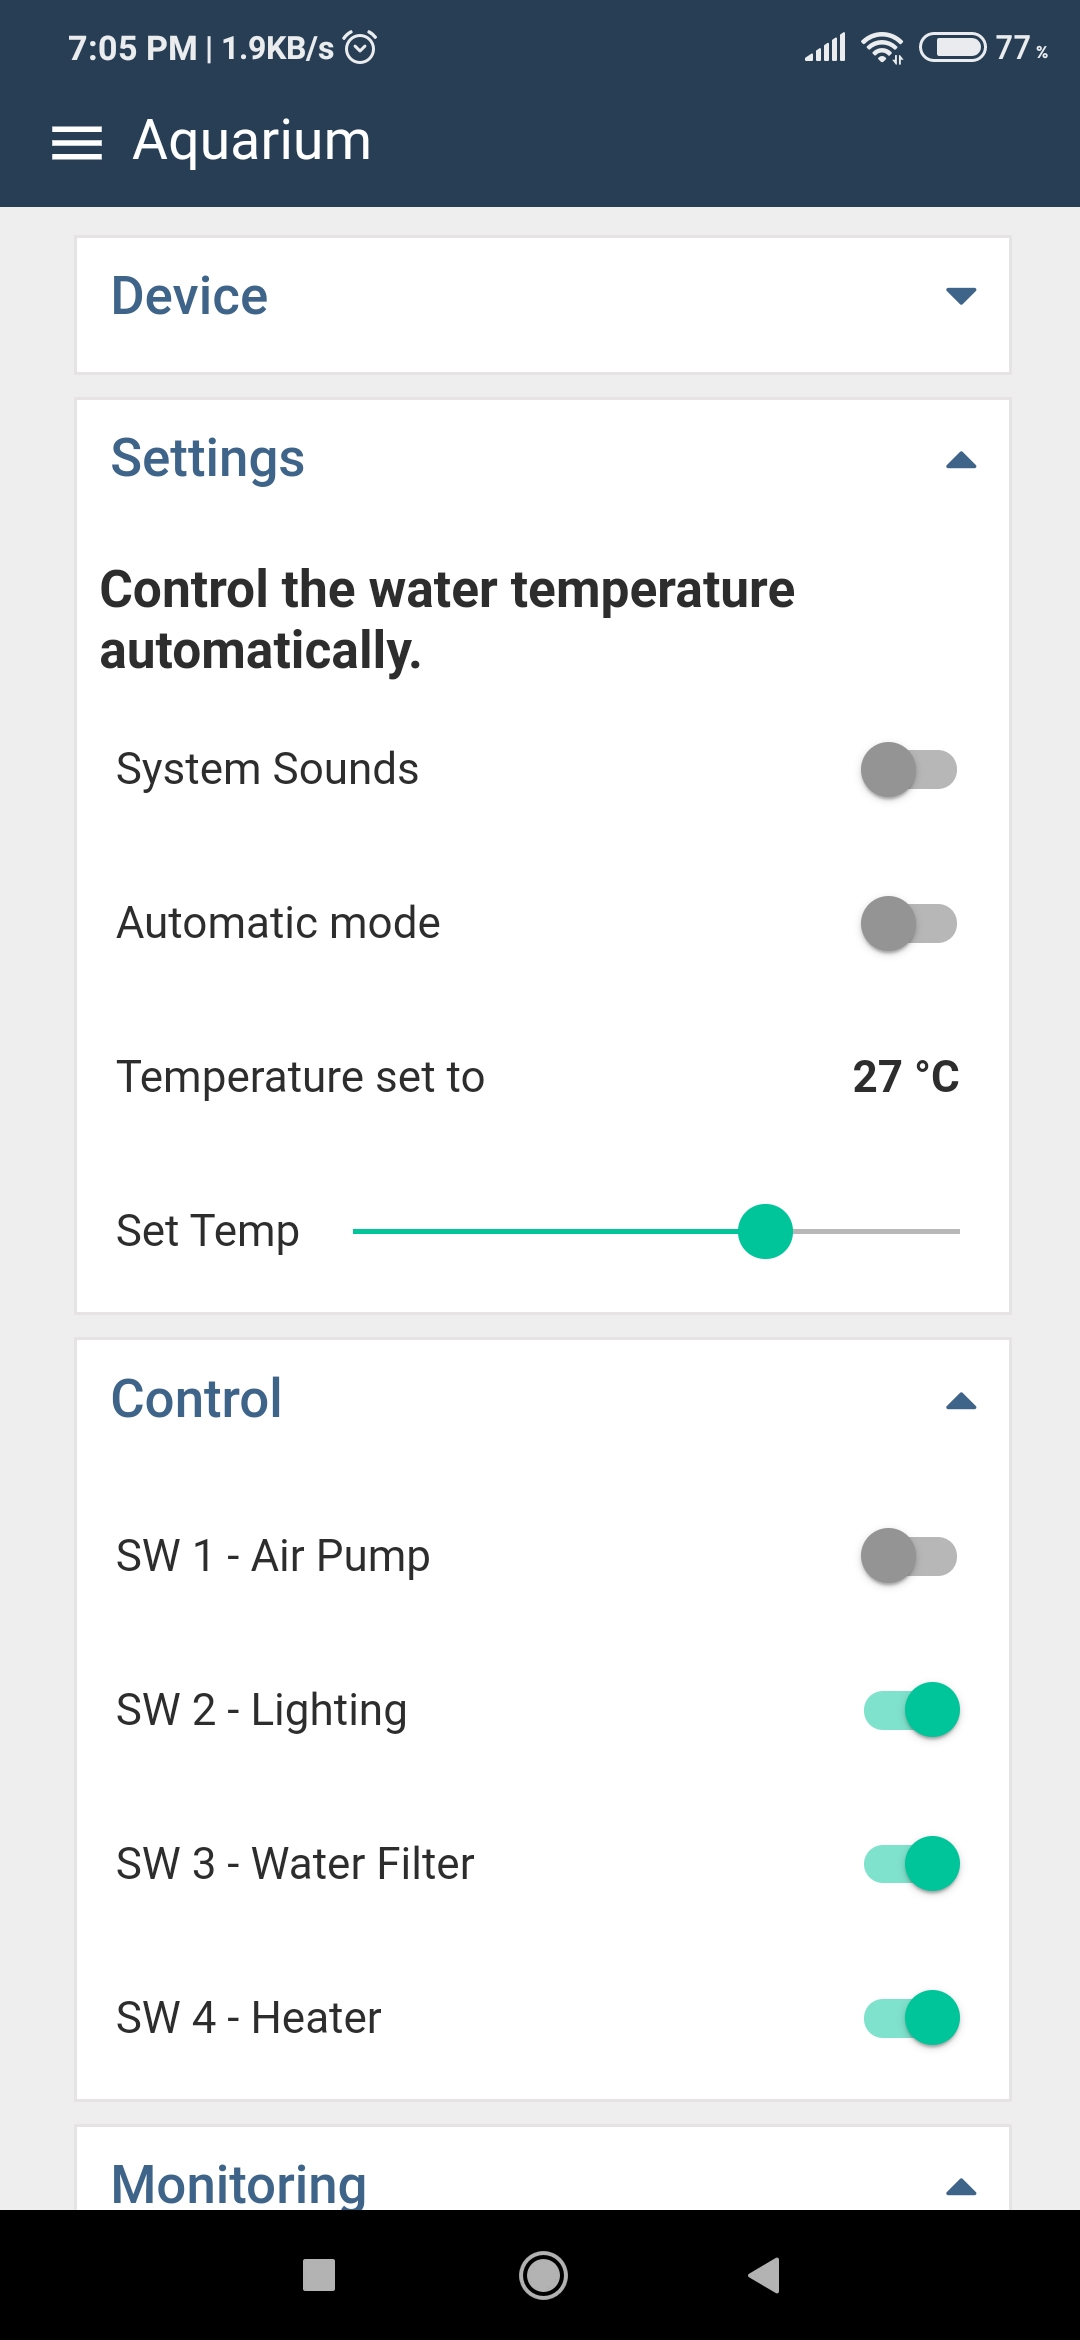 7:05 PM | 1.9KB/s
77 %
Aquarium
Device
Settings
Control the water temperature
automatically.
System Sounds
Automatic mode
Temperature set to 27 °C
Set Temp
Control
SW 1 - Air Pump
SW 2 - Lighting
SW 3 - Water Filter
SW 4 - Heater
Monitoring